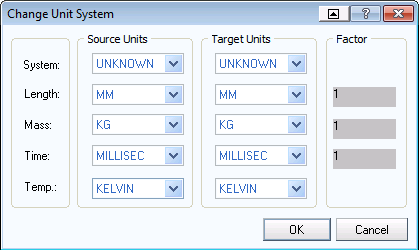 Change Unit System
Source Units Target Units Factor
System: UNKNOWN UNKNOWN
Length: MM MM 1
Mass: KG KG 1
Time: MILLISEC MILLISEC 1
Temp.: KELVIN KELVIN
OK Cancel